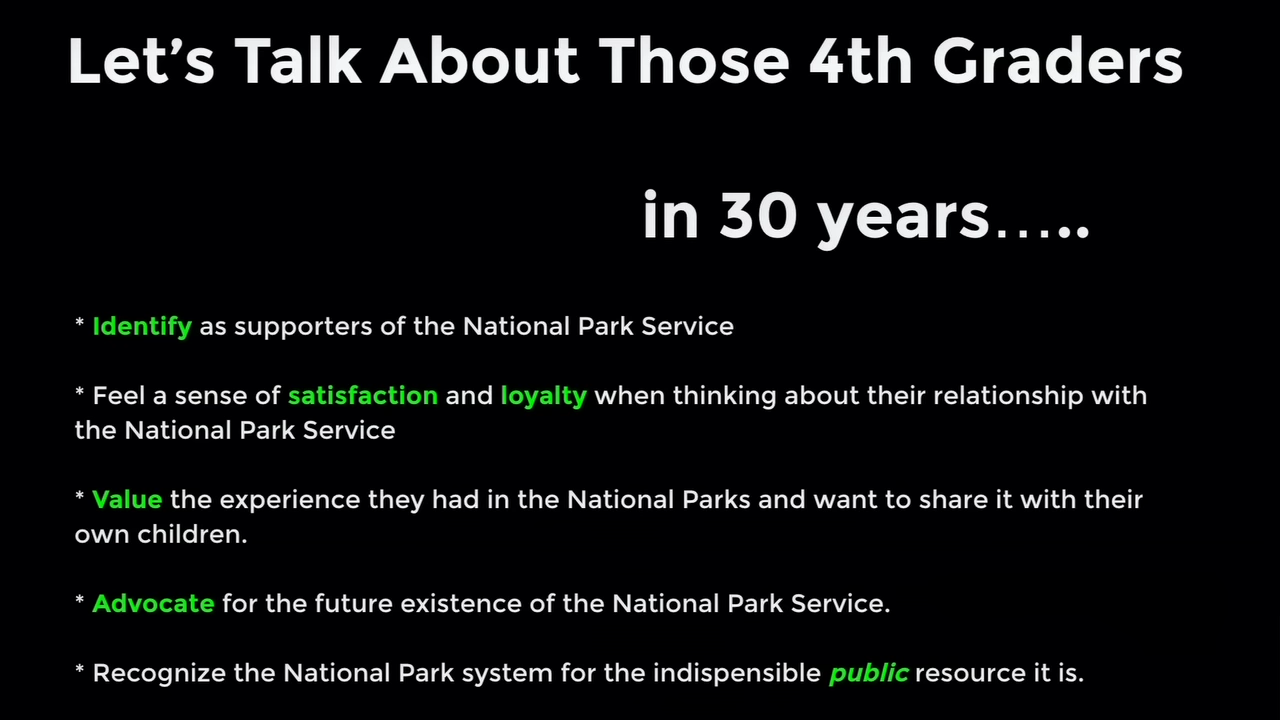 Let’s Talk About Those 4th Graders
in 30 years…..
* Identify as supporters of the National Park Service
* Feel a sense of satisfaction and loyalty when thinking about their relationship with
the National Park Service
* Value the experience they had in the National Parks and want to share it with their
own children.
* Advocate for the future existence of the National Park Service.
* Recognize the National Park system for the indispensible public resource it is.